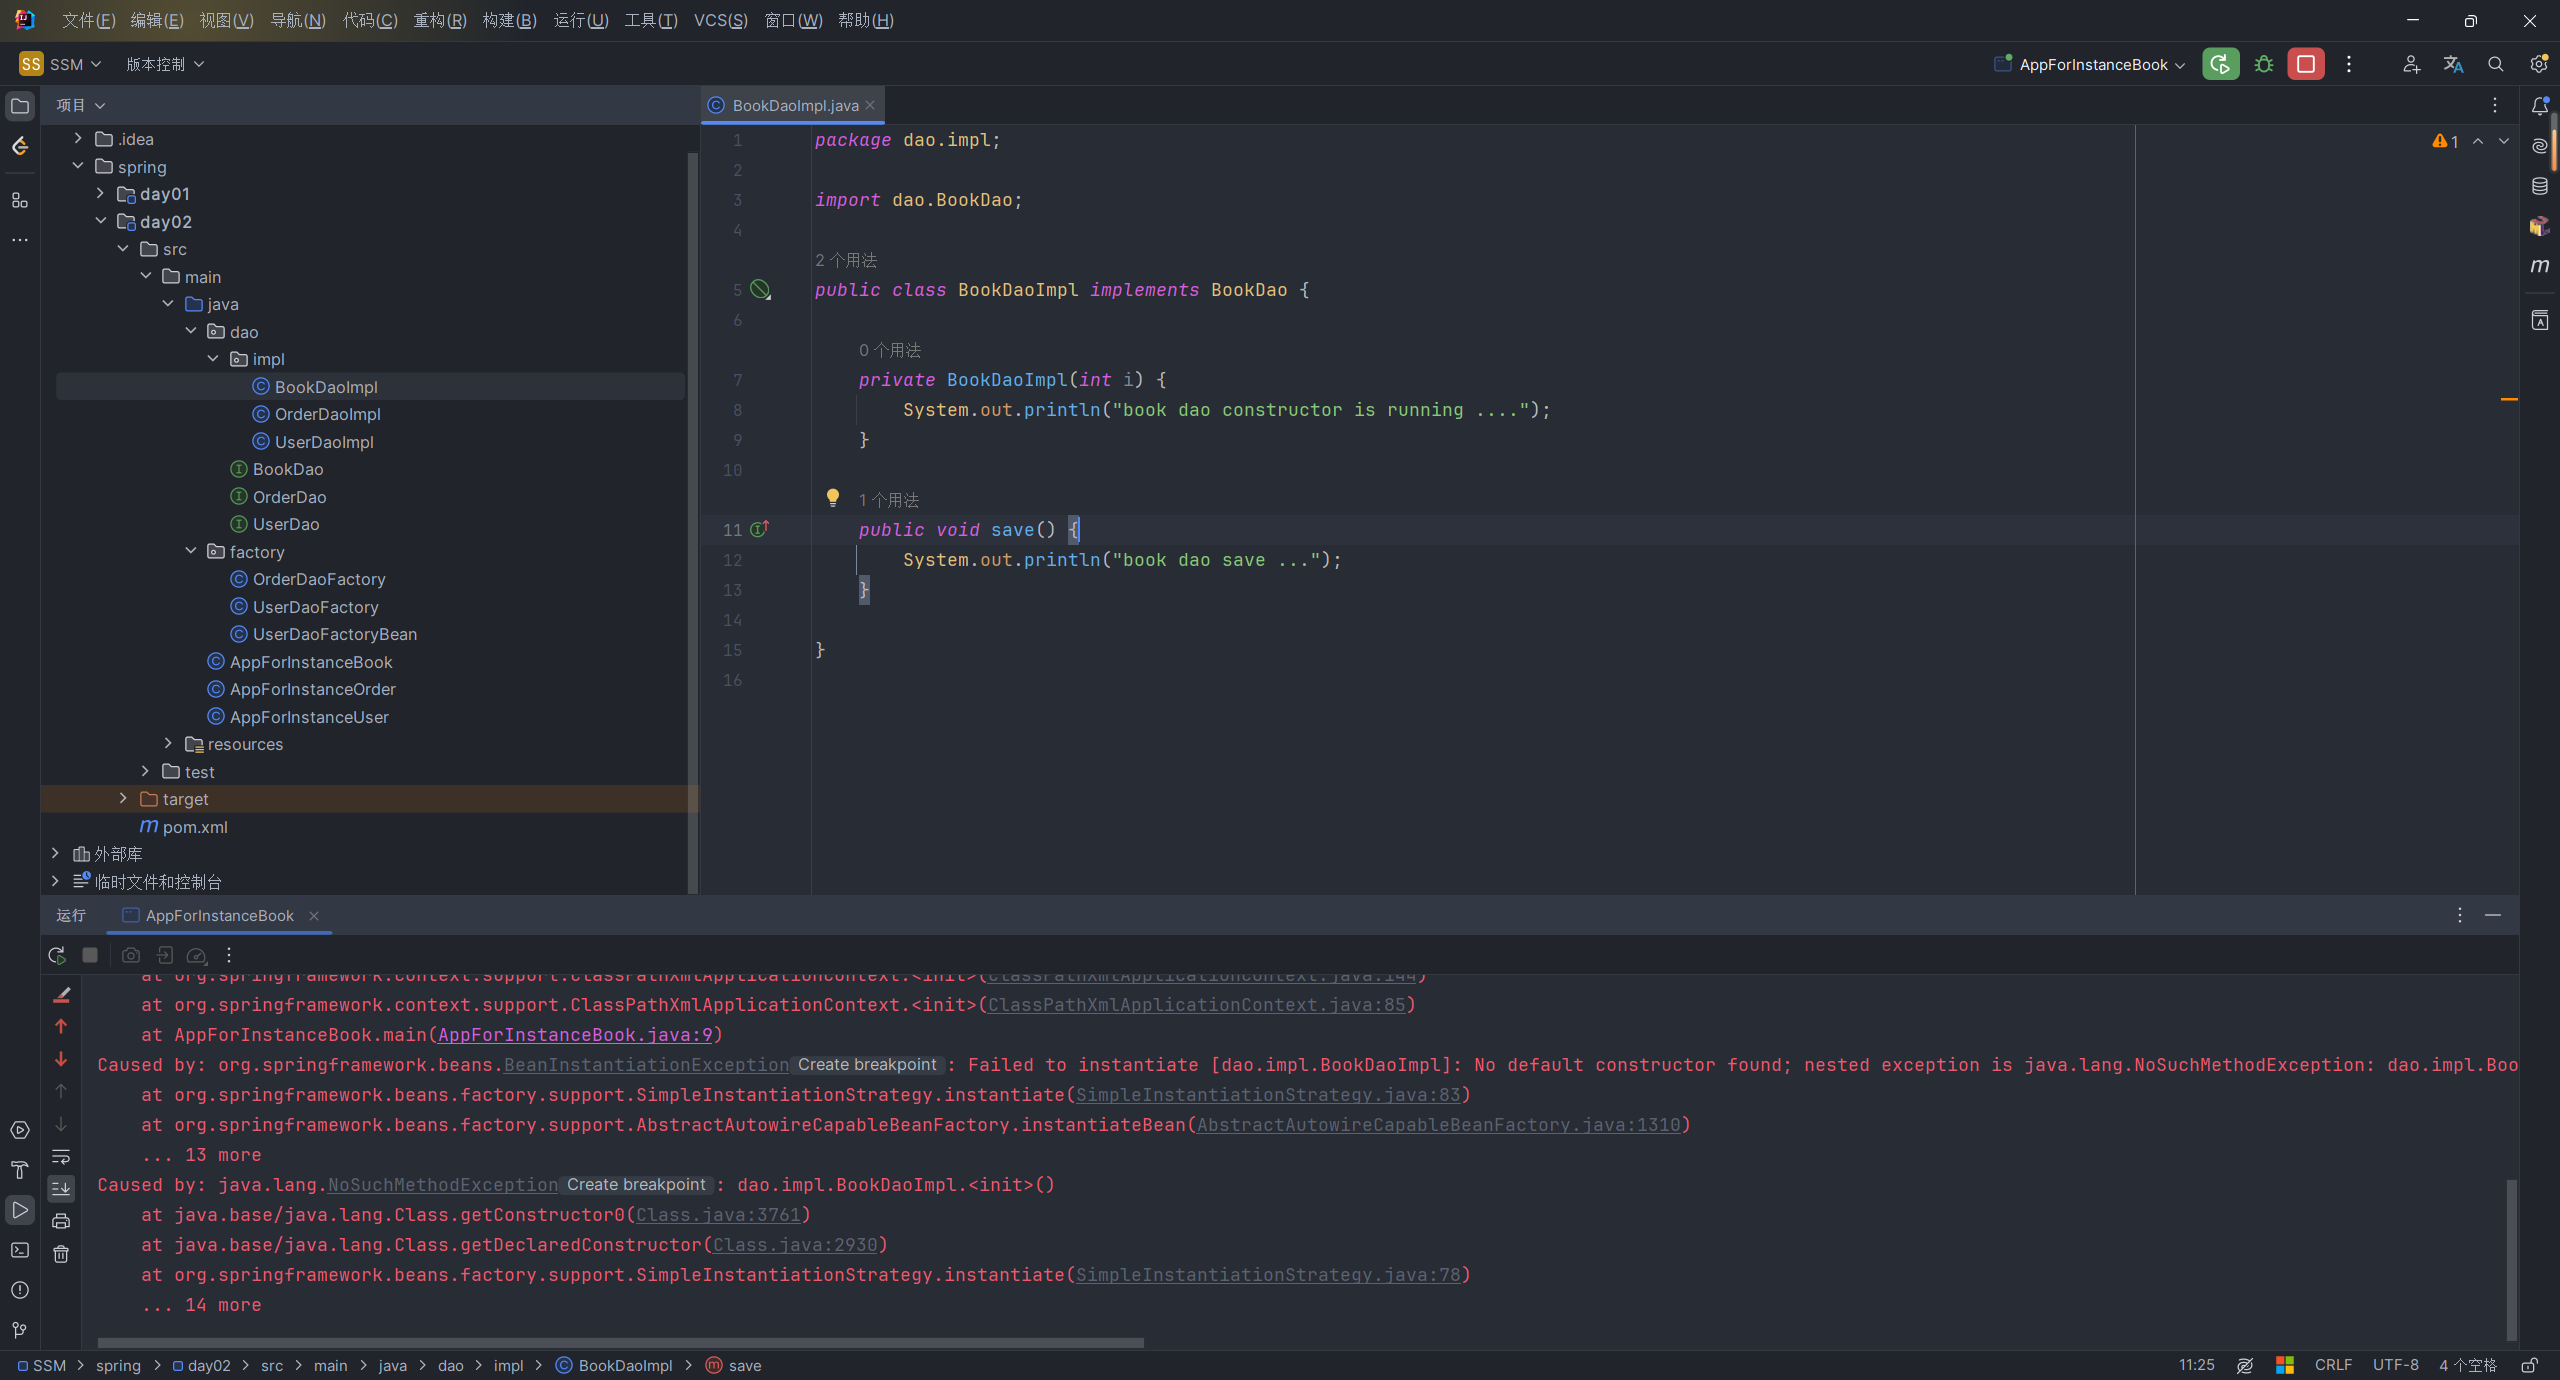 文件(F) 编辑(E) 视图(V) 导航(N) 代码(C) 重构(R) 构建(B) 运行(U) 工具(T) VCS(S) 窗口(W) 帮助(H)
SS SSM 版本控制 AppForInstanceBook
项目
BookDaoImpl.java
.idea
spring
day01
day02
src
main
java
dao
impl
BookDaoImpl
OrderDaoImpl
UserDaoImpl
BookDao
OrderDao
UserDao
factory
OrderDaoFactory
UserDaoFactory
UserDaoFactoryBean
AppForInstanceBook
AppForInstanceOrder
AppForInstanceUser
resources
test
target
pom.xml
外部库
临时文件和控制台
1 package dao.impl;
2
3 import dao.BookDao;
4
2 个用法
5 public class BookDaoImpl implements BookDao {
6
0 个用法
7 private BookDaoImpl(int i) {
8 System.out.println("book dao constructor is running ....");
9 }
10
1 个用法
11 public void save() {
12 System.out.println("book dao save ...");
13 }
14
15 }
16
1
运行 AppForInstanceBook
at org.springframework.context.support.ClassPathXmlApplicationContext.<init>(ClassPathXmlApplicationContext.java:144)
at org.springframework.context.support.ClassPathXmlApplicationContext.<init>(ClassPathXmlApplicationContext.java:85)
at AppForInstanceBook.main(AppForInstanceBook.java:9)
Caused by: org.springframework.beans.BeanInstantiationException Create breakpoint : Failed to instantiate [dao.impl.BookDaoImpl]: No default constructor found; nested exception is java.lang.NoSuchMethodException: dao.impl.Boo
at org.springframework.beans.factory.support.SimpleInstantiationStrategy.instantiate(SimpleInstantiationStrategy.java:83)
at org.springframework.beans.factory.support.AbstractAutowireCapableBeanFactory.instantiateBean(AbstractAutowireCapableBeanFactory.java:1310)
... 13 more
Caused by: java.lang.NoSuchMethodException Create breakpoint : dao.impl.BookDaoImpl.<init>()
at java.base/java.lang.Class.getConstructor0(Class.java:3761)
at java.base/java.lang.Class.getDeclaredConstructor(Class.java:2930)
at org.springframework.beans.factory.support.SimpleInstantiationStrategy.instantiate(SimpleInstantiationStrategy.java:78)
... 14 more
SSM spring day02 src main java dao impl BookDaoImpl save 11:25 CRLF UTF-8 4 个空格